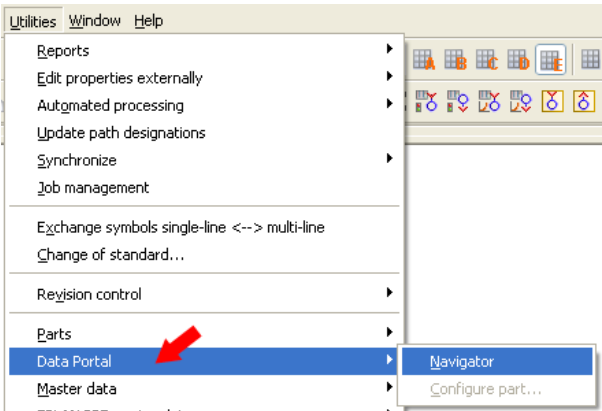 Utilities Window Help
Reports
Edit properties externally
Automated processing
Update path designations
Synchronize
Job management
Exchange symbols single-line <--> multi-line
Change of standard...
Revision control
Parts
Data Portal
Navigator
Master data
Configure part...